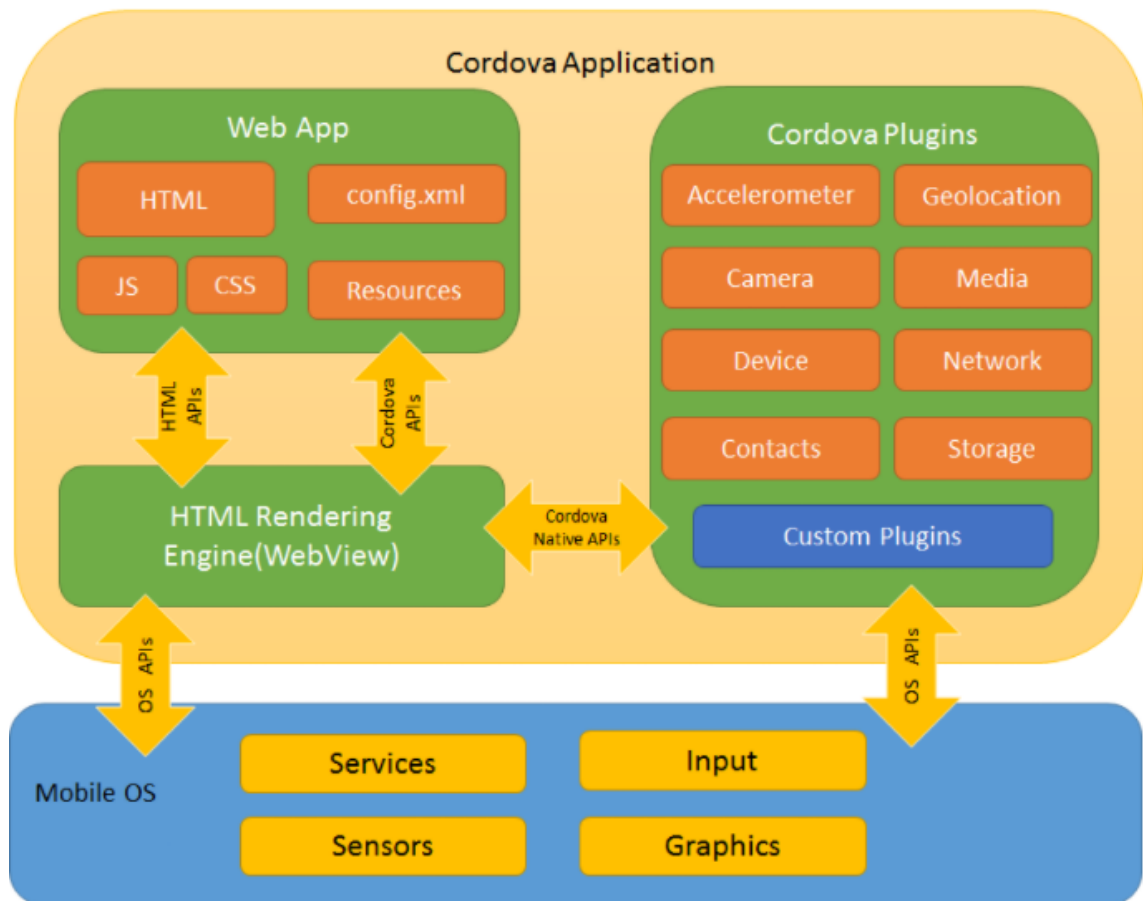 Cordova Application
Web App
HTML
config.xml
JS
CSS
Resources
HTML
APIs
Cordova
APIs
HTML Rendering
Engine(WebView)
Cordova
Native APIs
Cordova Plugins
Accelerometer
Geolocation
Camera
Media
Device
Network
Contacts
Storage
Custom Plugins
OS APIs
OS APIs
Mobile OS
Services
Input
Sensors
Graphics